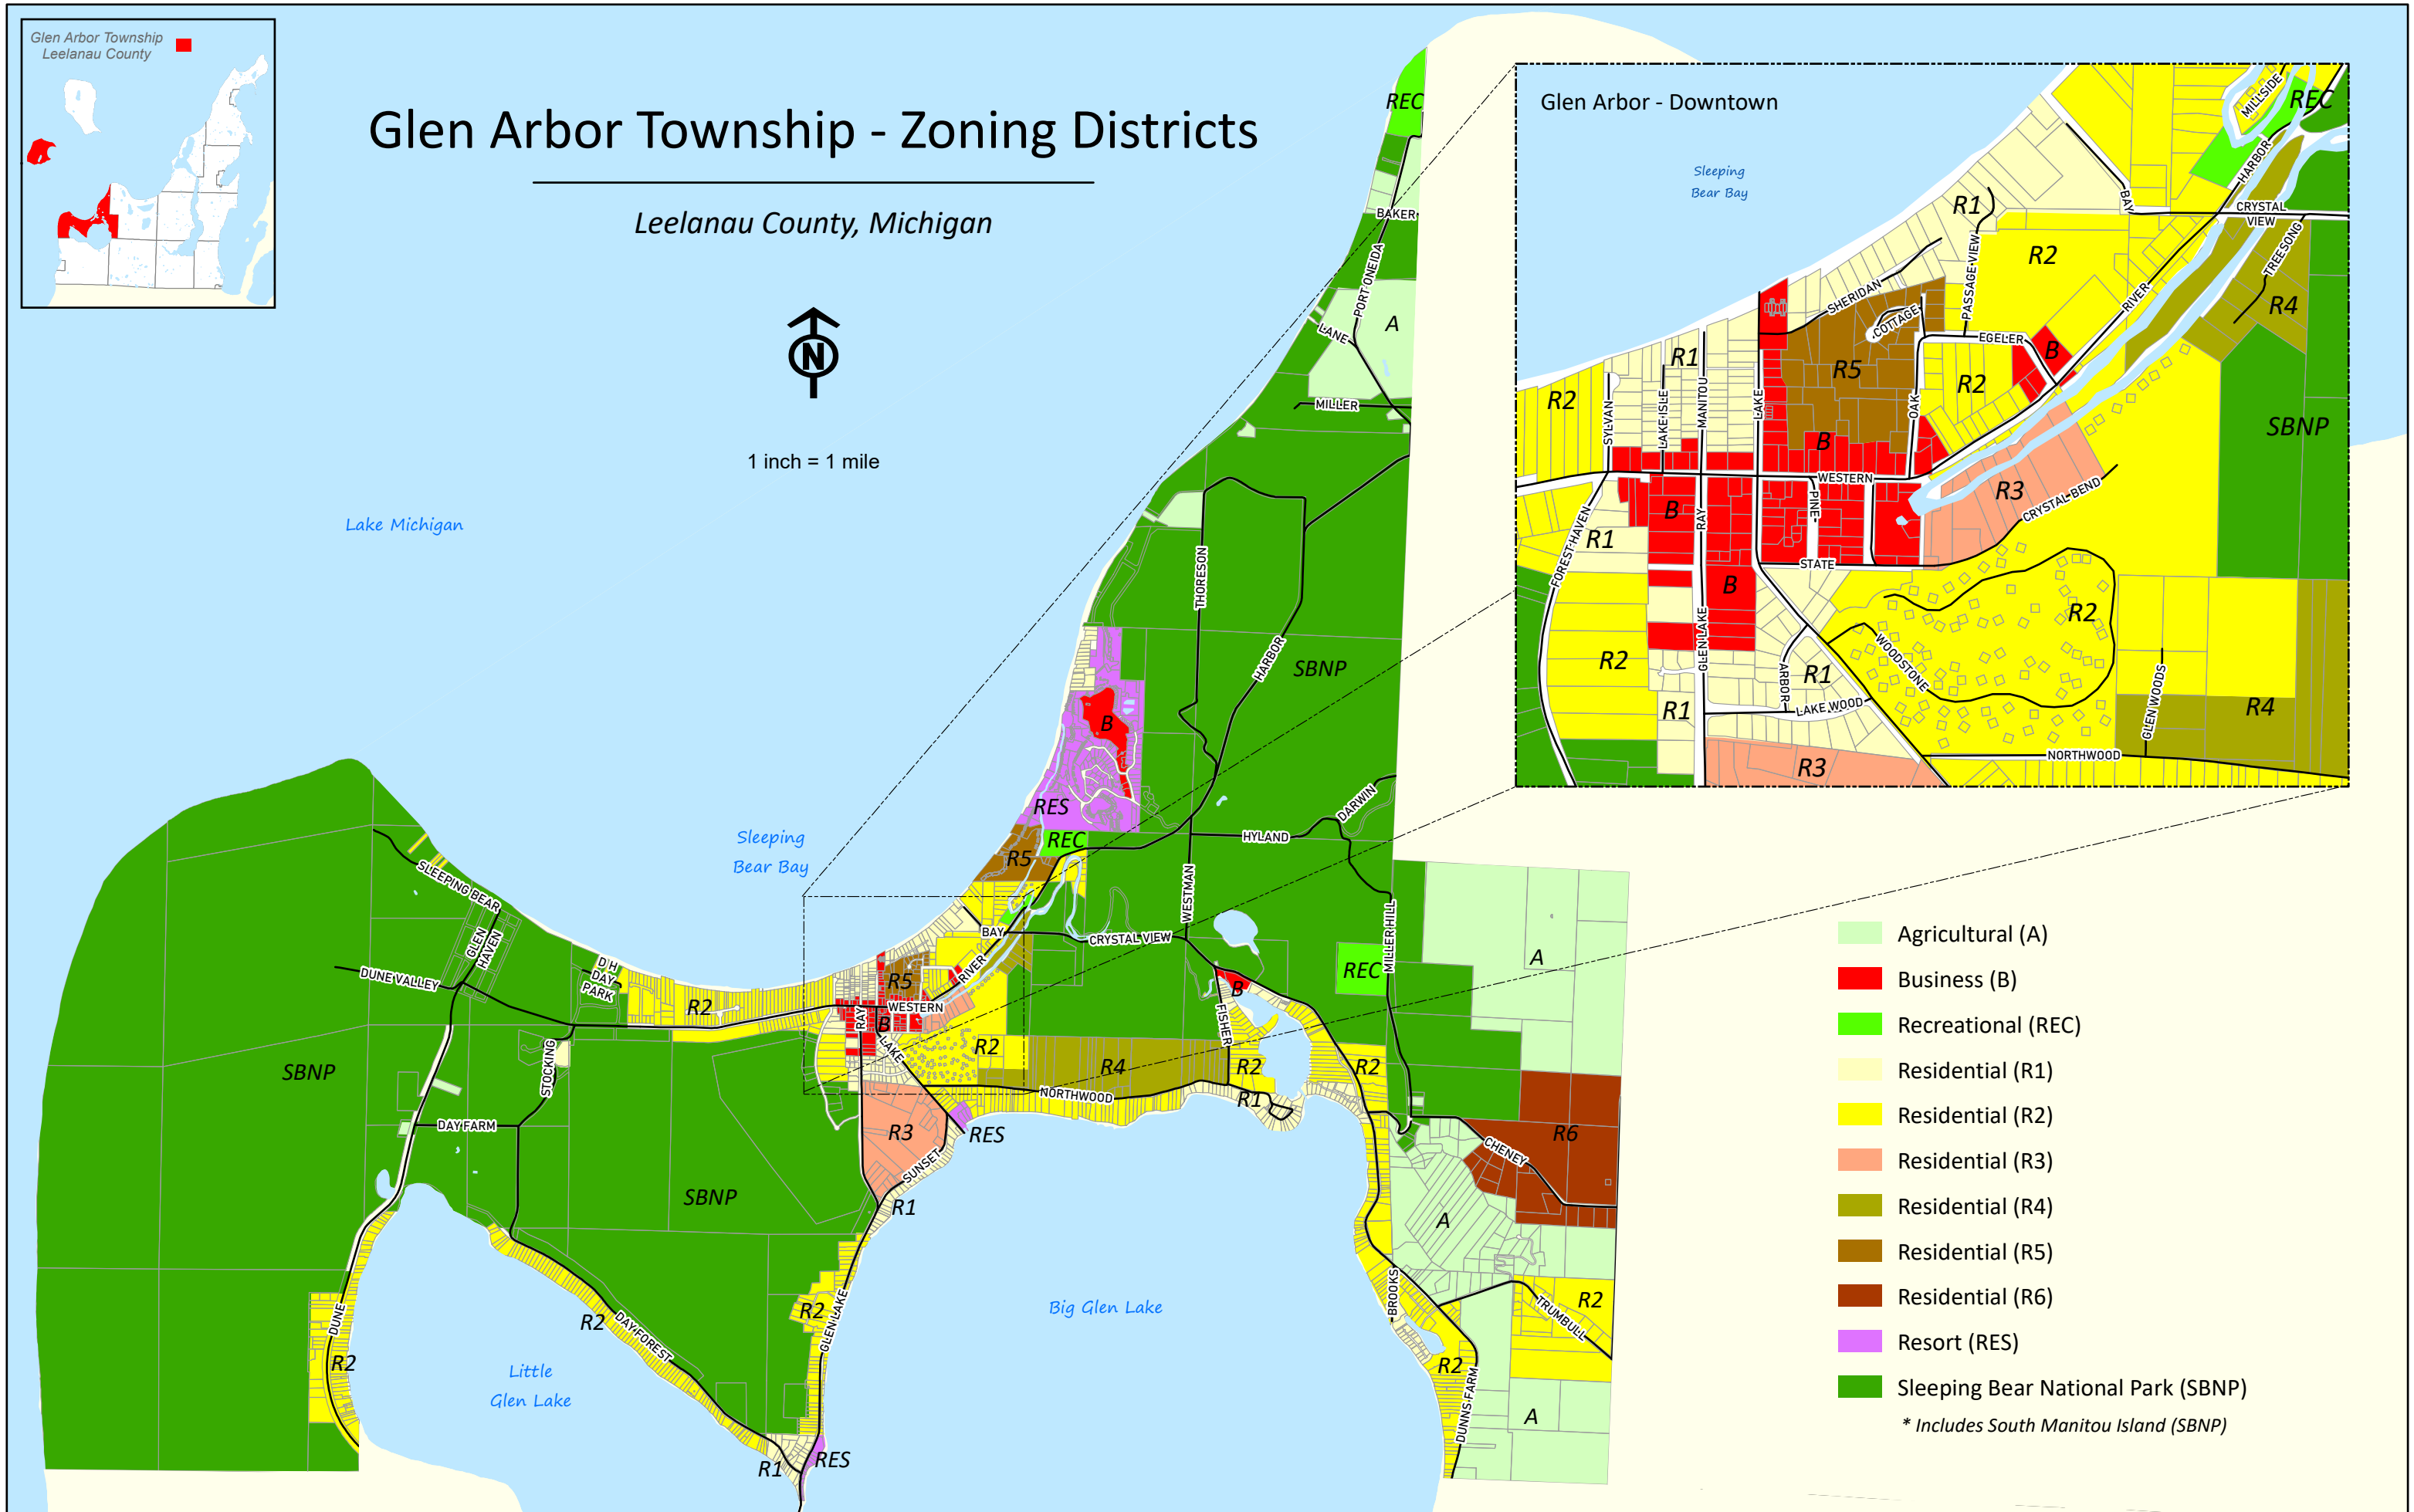 Glen Arbor Township
Leelanau County
Glen Arbor Township - Zoning Districts
Leelanau County, Michigan
N
1 inch = 1 mile
Lake Michigan
Sleeping
Bear Bay
Big Glen Lake
Little
Glen Lake
REC
BAKER
PORT ONEIDA
A
LANE
MILLER
THORESON
HARBOR
SBNP
B
RES
REC
R5
DARWIN
HYLAND
WESTMAN
MILLER HILL
BAY
CRYSTAL VIEW
RIVER
R5
WESTERN
RAY
B
LAKE
R2
R2
R4
NORTHWOOD
FISHER
B
R2
R1
R2
REC
A
R6
CHENEY
A
R2
TRUMBULL
BROOKS
R2
DUNNS FARM
A
SLEEPING BEAR
GLEN
HAVEN
DUNE VALLEY
D H
DAY
PARK
STOCKING
SBNP
DAY FARM
SBNP
R3
RES
SUNSET
R1
R2
GLEN LAKE
R2
DAY FOREST
DUNE
R2
R1
RES
Glen Arbor - Downtown
Sleeping
Bear Bay
MILLSIDE
REC
HARBOR
BAY
CRYSTAL
VIEW
TREESONG
R1
R2
PASSAGE VIEW
RIVER
R4
SHERIDAN
COTTAGE
EGELER
B
R5
R2
OAK
R1
R2
SYLVAN
LAKE ISLE
MANITOU
LAKE
B
SBNP
WESTERN
R3
CRYSTAL BEND
PINE
B
RAY
FOREST HAVEN
R1
STATE
B
R2
R2
WOODSTONE
GLEN LAKE
ARBOR
R1
LAKE WOOD
R1
GLEN WOODS
R4
NORTHWOOD
R3
Agricultural (A)
Business (B)
Recreational (REC)
Residential (R1)
Residential (R2)
Residential (R3)
Residential (R4)
Residential (R5)
Residential (R6)
Resort (RES)
Sleeping Bear National Park (SBNP)
* Includes South Manitou Island (SBNP)